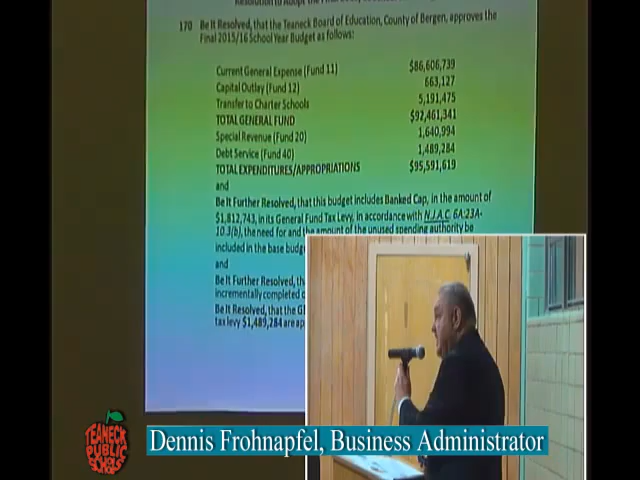 Resolution to Adopt the Final
170 Be It Resolved, that the Teaneck Board of Education, County of Bergen, approves the
Final 2015/16 School Year Budget as follows:
Current General Expense (Fund 11) $86,606,739
Capital Outlay (Fund 12) 663,127
Transfer to Charter Schools 5,191,475
TOTAL GENERAL FUND $92,461,341
Special Revenue (Fund 20) 1,640,994
Debt Service (Fund 40) 1,489,284
TOTAL EXPENDITURES/APPROPRIATIONS $95,591,619
and
Be It Further Resolved, that this budget includes Banked Cap, in the amount of
$1,812,743, in its General Fund Tax Levy, in accordance with N.J.A.C. 6A:23A-
10.3(b), the need for and the amount of the unused spending authority be
included in the base budg
and
Be It Further Resolved, th
incrementally completed
Be It Resolved, that the G
tax levy $1,489,284 are ap
TEANECK
PUBLIC
SCHOOLS
Dennis Frohnapfel, Business Administrator